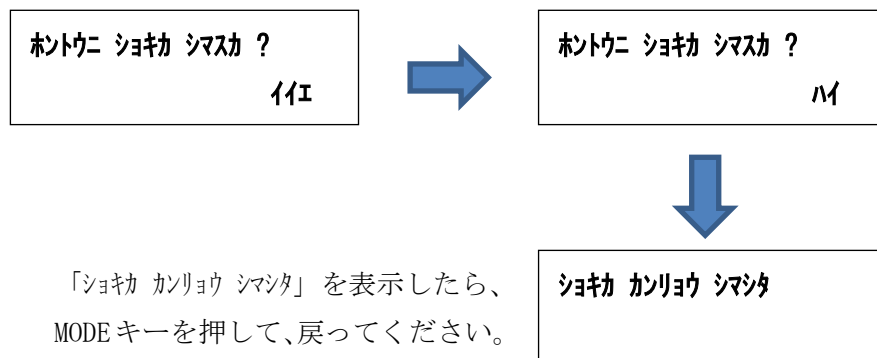 ﾎﾝﾄｳﾆ ｼｮｷｶ ｼﾏｽｶ ?
ｲｲｴ
ﾎﾝﾄｳﾆ ｼｮｷｶ ｼﾏｽｶ ?
ﾊｲ
「ｼｮｷｶ ｶﾝﾘｮｳ ｼﾏｼﾀ」を表示したら、
MODEキーを押して、戻ってください。
ｼｮｷｶ ｶﾝﾘｮｳ ｼﾏｼﾀ